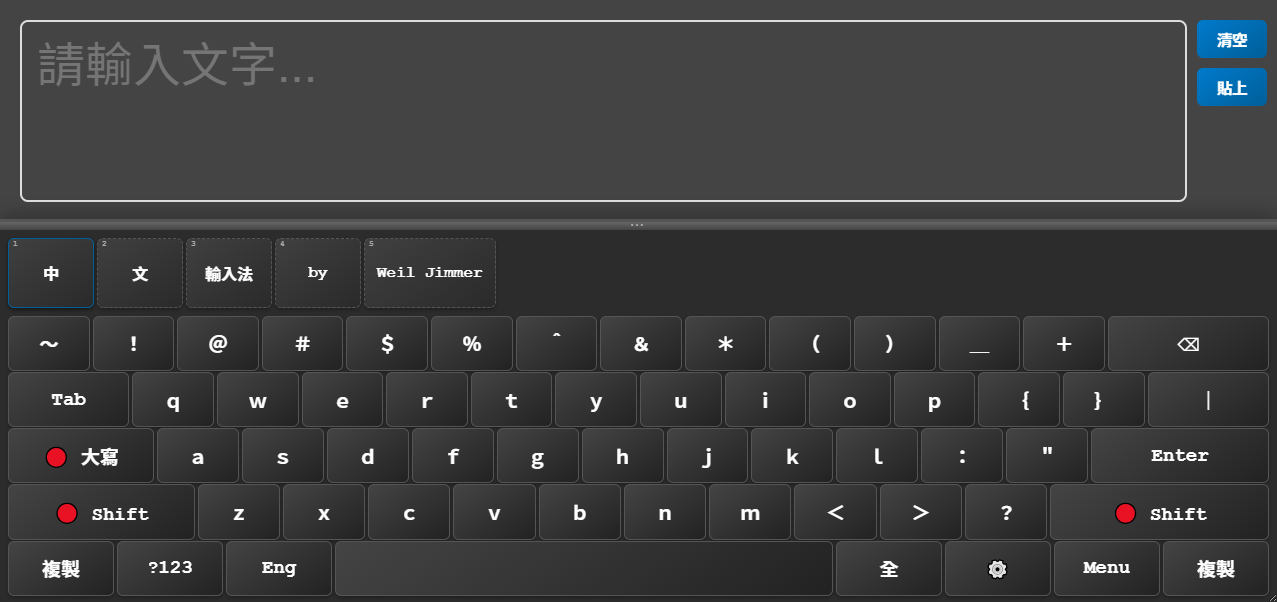 請輸入文字...
清空
貼上
1 中 2 文 3 輸入法 4 by 5 Weil Jimmer
～ ! @ # $ % ˆ & * ( ) _ + ⌫
Tab q w e r t y u i o p { } |
大寫 a s d f g h j k l : " Enter
Shift z x c v b n m < > ? Shift
複製 ?123 Eng 全 Menu 複製